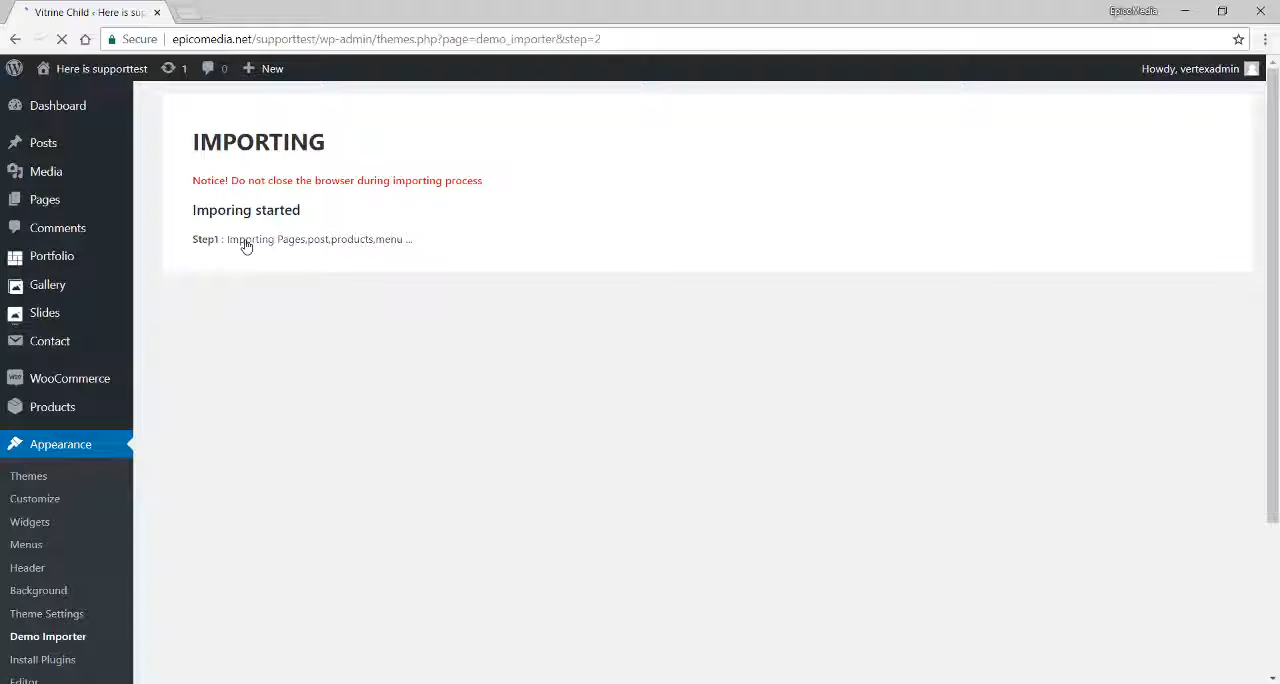 Vitrine Child ‹ Here is sup
EpicoMedia
Secure
epicomedia.net/supporttest/wp-admin/themes.php?page=demo_importer&step=2
Here is supporttest
1
0
New
Howdy, vertexadmin
Dashboard
Posts
Media
Pages
Comments
Portfolio
Gallery
Slides
Contact
WooCommerce
Products
Appearance
Themes
Customize
Widgets
Menus
Header
Background
Theme Settings
Demo Importer
Install Plugins
Editor
IMPORTING
Notice! Do not close the browser during importing process
Imporing started
Step1 : Importing Pages,post,products,menu ...